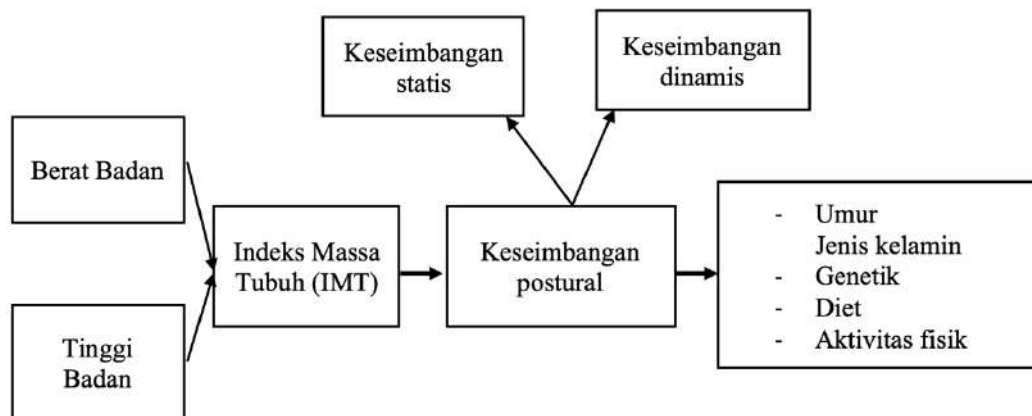 Keseimbangan
statis
Keseimbangan
dinamis
Berat Badan
Tinggi
Badan
Indeks Massa
Tubuh (IMT)
Keseimbangan
postural
- Umur
Jenis kelamin
- Genetik
- Diet
- Aktivitas fisik